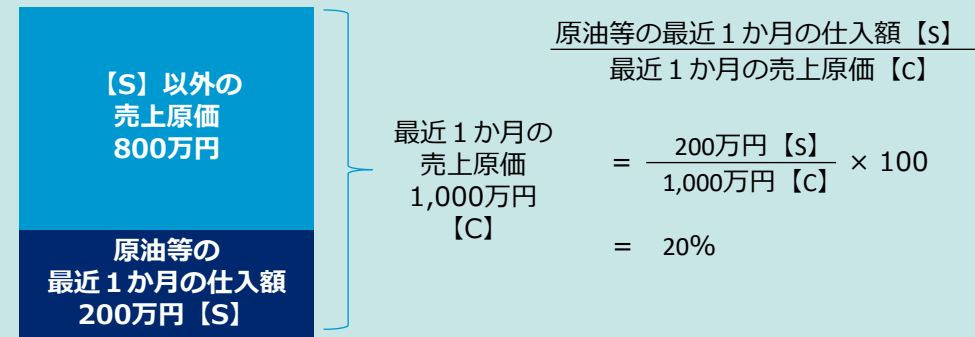 【S】以外の
売上原価
800万円
原油等の
最近１か月の仕入額
200万円【S】
最近１か月の
売上原価
1,000万円
【C】
原油等の最近１か月の仕入額【S】
最近１か月の売上原価【C】
= 200万円【S】
1,000万円【C】 × 100
= 20%